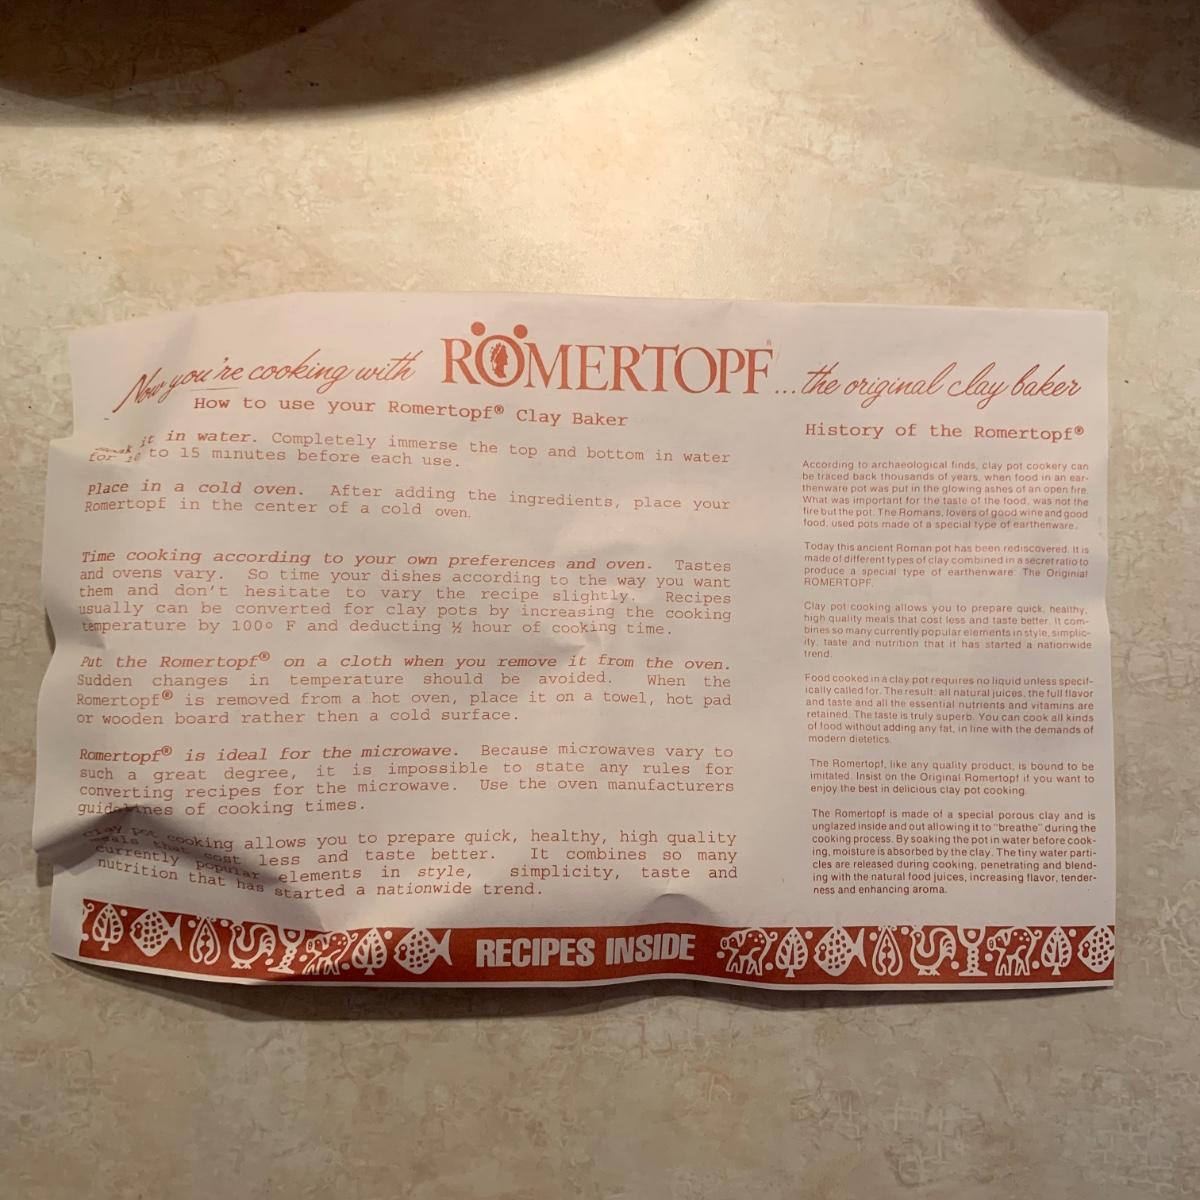 Now you're cooking with RÖMERTOPF® ...the original clay baker
How to use your Romertopf® Clay Baker
Soak it in water. Completely immerse the top and bottom in water
for 10 to 15 minutes before each use.
Place in a cold oven. After adding the ingredients, place your
Romertopf in the center of a cold oven.
Time cooking according to your own preferences and oven. Tastes
and ovens vary. So time your dishes according to the way you want
them and don't hesitate to vary the recipe slightly. Recipes
usually can be converted for clay pots by increasing the cooking
temperature by 100° F and deducting ½ hour of cooking time.
Put the Romertopf® on a cloth when you remove it from the oven.
Sudden changes in temperature should be avoided. When the
Romertopf® is removed from a hot oven, place it on a towel, hot pad
or wooden board rather then a cold surface.
Romertopf® is ideal for the microwave. Because microwaves vary to
such a great degree, it is impossible to state any rules for
converting recipes for the microwave. Use the oven manufacturers
guidelines of cooking times.
Clay pot cooking allows you to prepare quick, healthy, high quality
meals that cost less and taste better. It combines so many
currently popular elements in style, simplicity, taste and
nutrition that has started a nationwide trend.
History of the Romertopf®
According to archaeological finds, clay pot cookery can
be traced back thousands of years, when food in an ear-
thenware pot was put in the glowing ashes of an open fire.
What was important for the taste of the food, was not the
fire but the pot. The Romans, lovers of good wine and good
food, used pots made of a special type of earthenware.
Today this ancient Roman pot has been rediscovered. It is
made of different types of clay combined in a secret ratio to
produce a special type of earthenware: The Original
ROMERTOPF.
Clay pot cooking allows you to prepare quick, healthy,
high quality meals that cost less and taste better. It com-
bines so many currently popular elements in style, simplic-
ity, taste and nutrition that it has started a nationwide
trend.
Food cooked in a clay pot requires no liquid unless specif-
ically called for. The result: all natural juices, the full flavor
and taste and all the essential nutrients and vitamins are
retained. The taste is truly superb. You can cook all kinds
of food without adding any fat, in line with the demands of
modern dietetics.
The Romertopf, like any quality product, is bound to be
imitated. Insist on the Original Romertopf if you want to
enjoy the best in delicious clay pot cooking.
The Romertopf is made of a special porous clay and is
unglazed inside and out allowing it to "breathe" during the
cooking process. By soaking the pot in water before cook-
ing, moisture is absorbed by the clay. The tiny water parti-
cles are released during cooking, penetrating and blend-
ing with the natural food juices, increasing flavor, tender-
ness and enhancing aroma.
RECIPES INSIDE